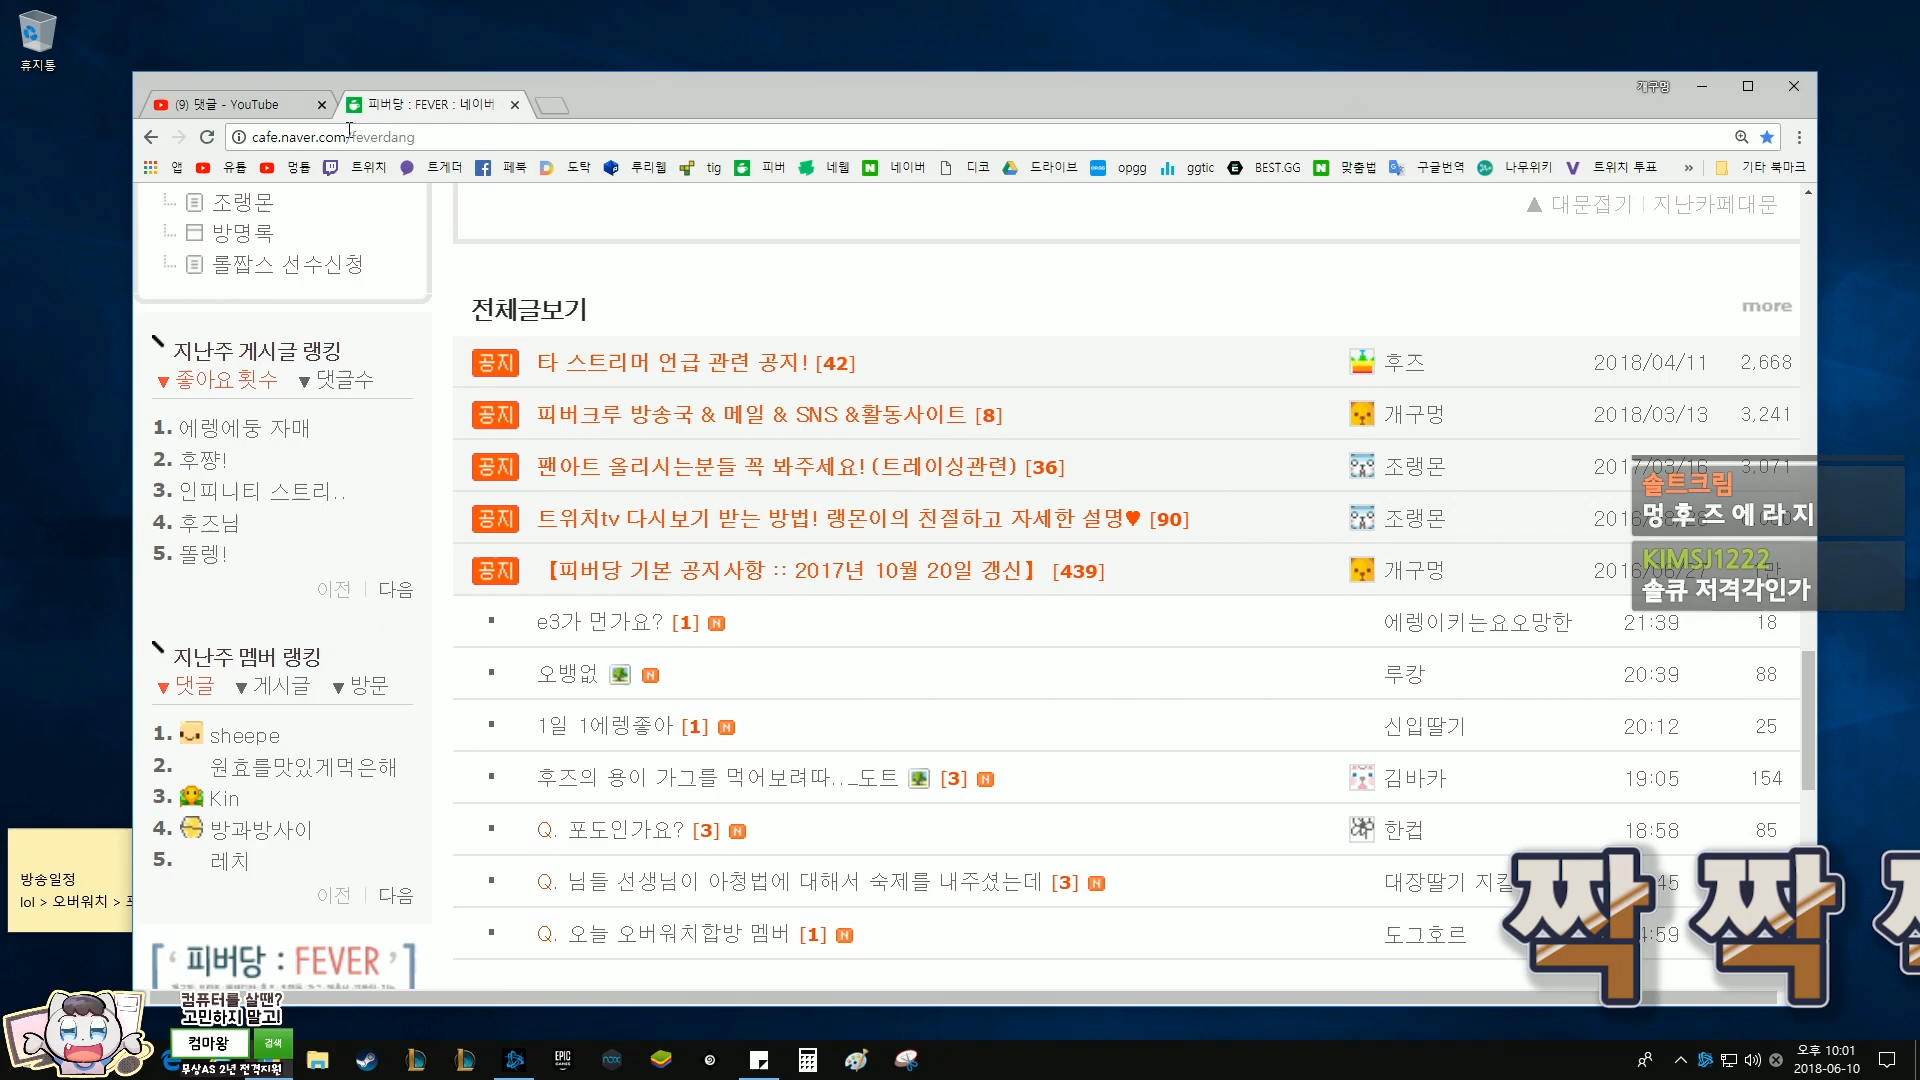 휴지통
개구멍
(9) 댓글 - YouTube
피버당 : FEVER : 네이버
cafe.naver.com/feverdang
앱 유튭 멍튭 트위치 트게더 페북 도탁 루리웹 tig 피버 네웹 네이버 디코 드라이브 opgg ggtic BEST.GG 맞춤법 구글번역 나무위키 트위치 투표 » 기타 북마크
조랭몬
방명록
롤짭스 선수신청
▲ 대문접기 | 지난카페대문
전체글보기
more
지난주 게시글 랭킹
▼ 좋아요 횟수 ▼ 댓글수
1. 에렝에둥 자매
2. 후쨩!
3. 인피니티 스트리..
4. 후즈님
5. 똘렝!
이전 | 다음
지난주 멤버 랭킹
▼ 댓글 ▼ 게시글 ▼ 방문
1. sheepe
2. 원효를맛있게먹은해
3. Kin
4. 방과방사이
5. 레치
이전 | 다음
[‘ 피버당 : FEVER ’]
공지 타 스트리머 언급 관련 공지! [42] 후즈 2018/04/11 2,668
공지 피버크루 방송국 & 메일 & SNS &활동사이트 [8] 개구멍 2018/03/13 3,241
공지 팬아트 올리시는분들 꼭 봐주세요! (트레이싱관련) [36] 조랭몬 2017/03/16 3,071
공지 트위치tv 다시보기 받는 방법! 랭몬이의 친절하고 자세한 설명♥ [90] 조랭몬
공지 【피버당 기본 공지사항 :: 2017년 10월 20일 갱신】 [439] 개구멍
e3가 먼가요? [1] N 에렝이키는요오망한 21:39 18
오뱅없 N 루캉 20:39 88
1일 1에렝좋아 [1] N 신입딸기 20:12 25
후즈의 용이 가그를 먹어보려따.._도트 [3] N 김바카 19:05 154
Q. 포도인가요? [3] N 한컵 18:58 85
Q. 님들 선생님이 아청법에 대해서 숙제를 내주셨는데 [3] N 대장딸기 지킬
Q. 오늘 오버워치합방 멤버 [1] N 도그호르
솔트크림
멍 후 즈 에 라 지
KIMSJ1222
솔큐 저격각인가
짝 짝
방송일정
lol > 오버워치 >
컴퓨터를 살땐?
고민하지 말고!
컴마왕 검색
무상AS 2년 전격지원
EPIC GAMES
nox
오후 10:01
2018-06-10